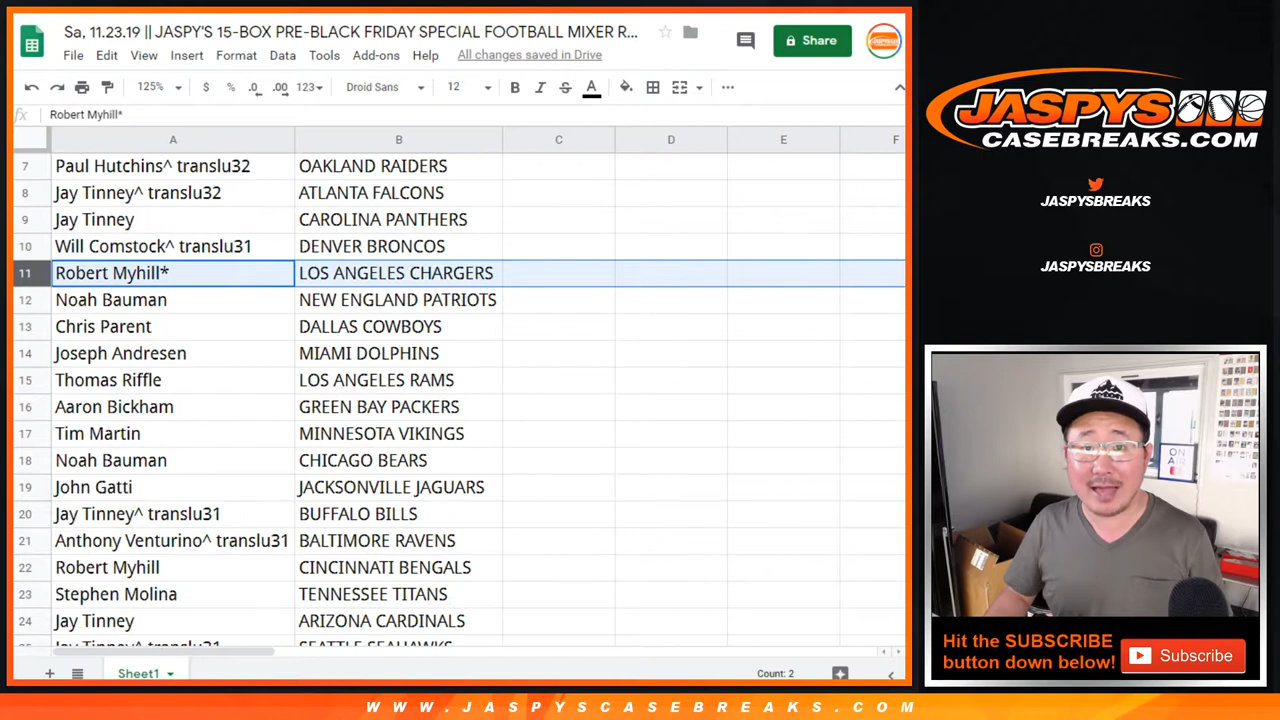 Sa, 11.23.19 || JASPY'S 15-BOX PRE-BLACK FRIDAY SPECIAL FOOTBALL MIXER R...
Share
File Edit View Insert Format Data Tools Add-ons Help All changes saved in Drive
125% $ % .0 .00 123 Droid Sans 12 B I S A
fx Robert Myhill*
A B C D E F
7 Paul Hutchins^ translu32 OAKLAND RAIDERS
8 Jay Tinney^ translu32 ATLANTA FALCONS
9 Jay Tinney CAROLINA PANTHERS
10 Will Comstock^ translu31 DENVER BRONCOS
11 Robert Myhill* LOS ANGELES CHARGERS
12 Noah Bauman NEW ENGLAND PATRIOTS
13 Chris Parent DALLAS COWBOYS
14 Joseph Andresen MIAMI DOLPHINS
15 Thomas Riffle LOS ANGELES RAMS
16 Aaron Bickham GREEN BAY PACKERS
17 Tim Martin MINNESOTA VIKINGS
18 Noah Bauman CHICAGO BEARS
19 John Gatti JACKSONVILLE JAGUARS
20 Jay Tinney^ translu31 BUFFALO BILLS
21 Anthony Venturino^ translu31 BALTIMORE RAVENS
22 Robert Myhill CINCINNATI BENGALS
23 Stephen Molina TENNESSEE TITANS
24 Jay Tinney ARIZONA CARDINALS
Jay Tinney^ translu31 SEATTLE SEAHAWKS
Sheet1 Count: 2
JASPYS
CASEBREAKS.COM
JASPYSBREAKS
JASPYSBREAKS
ON
AIR
Hit the SUBSCRIBE
button down below!
Subscribe
WWW.JASPYSCASEBREAKS.COM